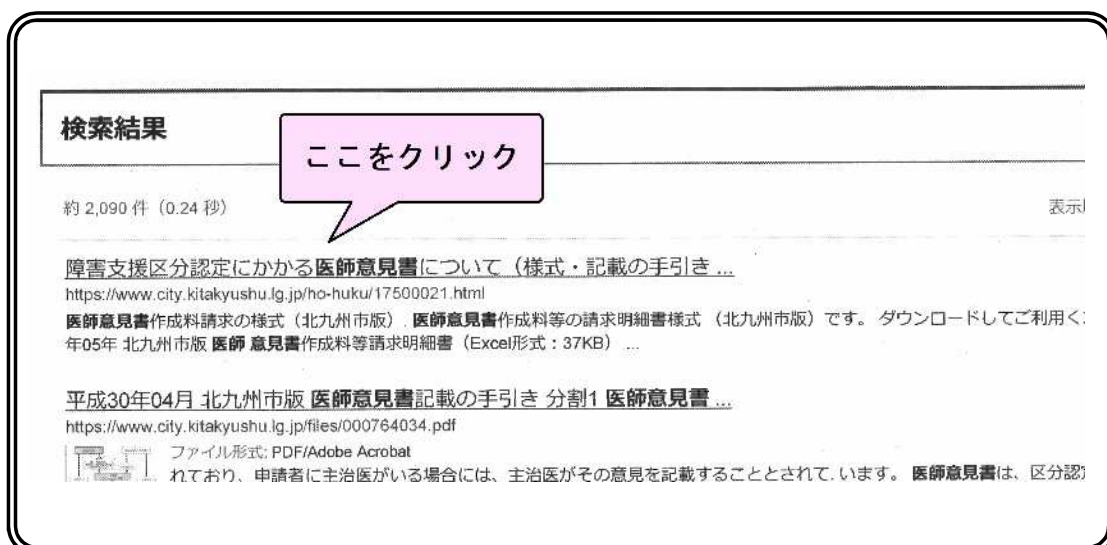 検索結果
ここをクリック
約 2,090 件（0.24 秒）
表示
障害支援区分認定にかかる医師意見書について（様式・記載の手引き ...
https://www.city.kitakyushu.lg.jp/ho-huku/17500021.html
医師意見書作成料請求の様式（北九州市版）. 医師意見書作成料等の請求明細書様式 （北九州市版）です。 ダウンロードしてご利用く
年05年 北九州市版 医師 意見書作成料等請求明細書（Excel形式：37KB） ...
平成30年04月 北九州市版 医師意見書記載の手引き 分割1 医師意見書 ...
https://www.city.kitakyushu.lg.jp/files/000764034.pdf
ファイル形式: PDF/Adobe Acrobat
れており、申請者に主治医がいる場合には、主治医がその意見を記載することとされて. います。 医師意見書は、区分認